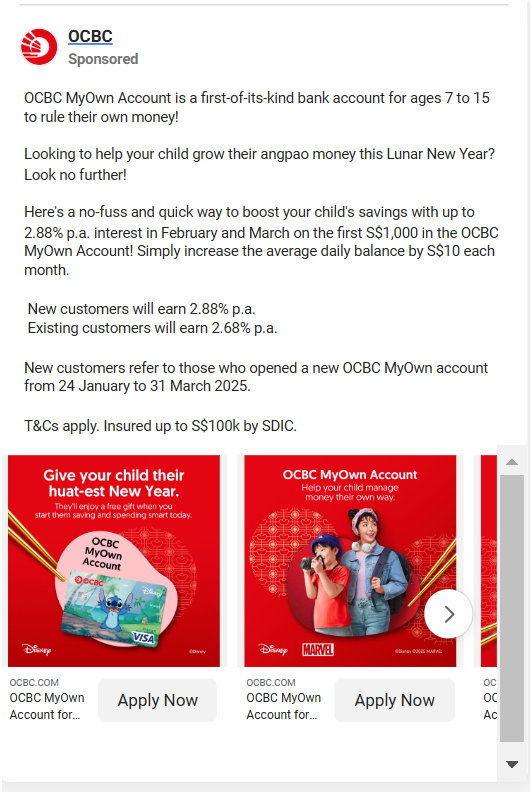 OCBC
Sponsored
OCBC MyOwn Account is a first-of-its-kind bank account for ages 7 to 15
to rule their own money!
Looking to help your child grow their angpao money this Lunar New Year?
Look no further!
Here's a no-fuss and quick way to boost your child's savings with up to
2.88% p.a. interest in February and March on the first S$1,000 in the OCBC
MyOwn Account! Simply increase the average daily balance by S$10 each
month.
New customers will earn 2.88% p.a.
Existing customers will earn 2.68% p.a.
New customers refer to those who opened a new OCBC MyOwn account
from 24 January to 31 March 2025.
T&Cs apply. Insured up to S$100k by SDIC.
Give your child their
huat-est New Year.
They'll enjoy a free gift when you
start them saving and spending smart today.
OCBC
MyOwn
Account
OCBC
Disney
VISA
Disney
©Disney
OCBC MyOwn Account
Help your child manage
money their own way.
Disney
MARVEL
©Disney ©2025 MARVEL
OCBC.COM
OCBC MyOwn
Account for...
Apply Now
OCBC.COM
OCBC MyOwn
Account for...
Apply Now
OC
OC
Ac